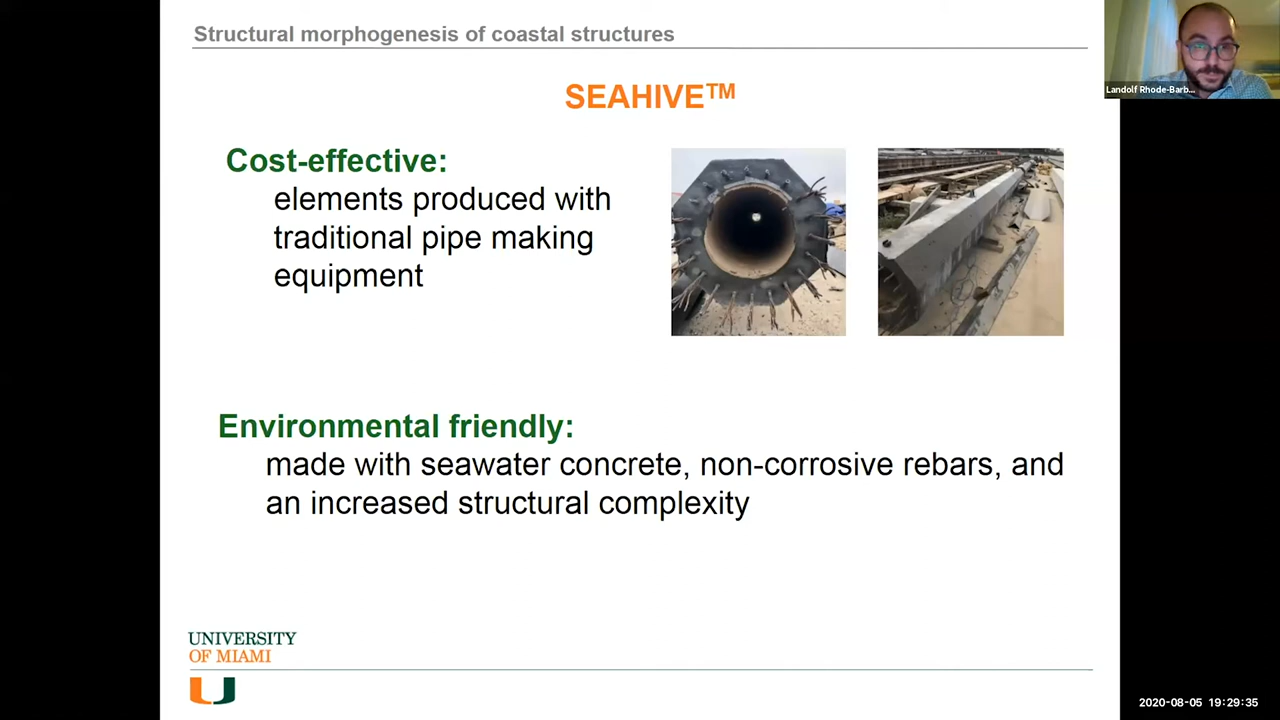 Structural morphogenesis of coastal structures
SEAHIVE™
Landolf Rhode-Barb...
Cost-effective:
elements produced with
traditional pipe making
equipment
Environmental friendly:
made with seawater concrete, non-corrosive rebars, and
an increased structural complexity
UNIVERSITY
OF MIAMI
2020-08-05 19:29:35